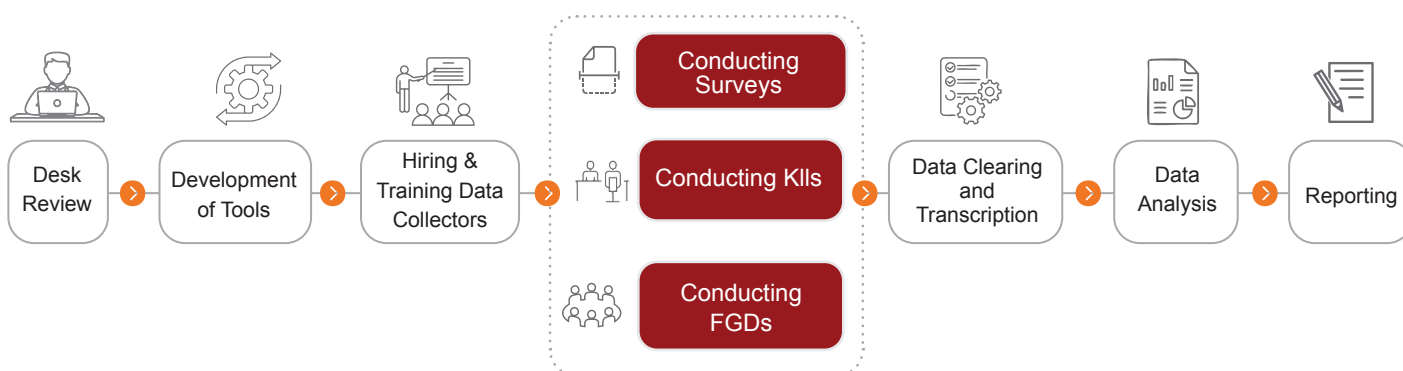 Desk
Review
Development
of Tools
Hiring &
Training Data
Collectors
Conducting
Surveys
Conducting KIIs
Conducting
FGDs
Data Clearing
and
Transcription
Data
Analysis
Reporting